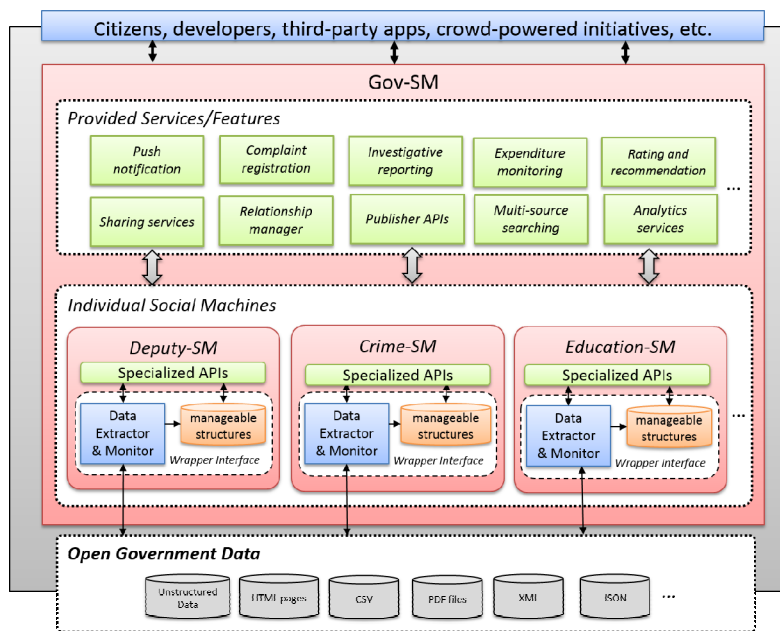 Citizens, developers, third-party apps, crowd-powered initiatives, etc.
Gov-SM
Provided Services/Features
Push
notification
Complaint
registration
Investigative
reporting
Expenditure
monitoring
Rating and
recommendation
...
Sharing services
Relationship
manager
Publisher APIs
Multi-source
searching
Analytics
services
Individual Social Machines
Deputy-SM
Specialized APIs
Data
Extractor
& Monitor
manageable
structures
Wrapper Interface
Crime-SM
Specialized APIs
Data
Extractor
& Monitor
manageable
structures
Wrapper Interface
Education-SM
Specialized APIs
Data
Extractor
& Monitor
manageable
structures
Wrapper interface
...
Open Government Data
Unstructured
Data
HTML pages
CSV
PDF files
XML
JSON
...